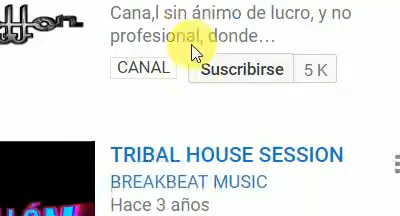 Cana,l sin ánimo de lucro, y no
profesional, donde…
CANAL
Suscribirse 5 K
TRIBAL HOUSE SESSION
BREAKBEAT MUSIC
Hace 3 años